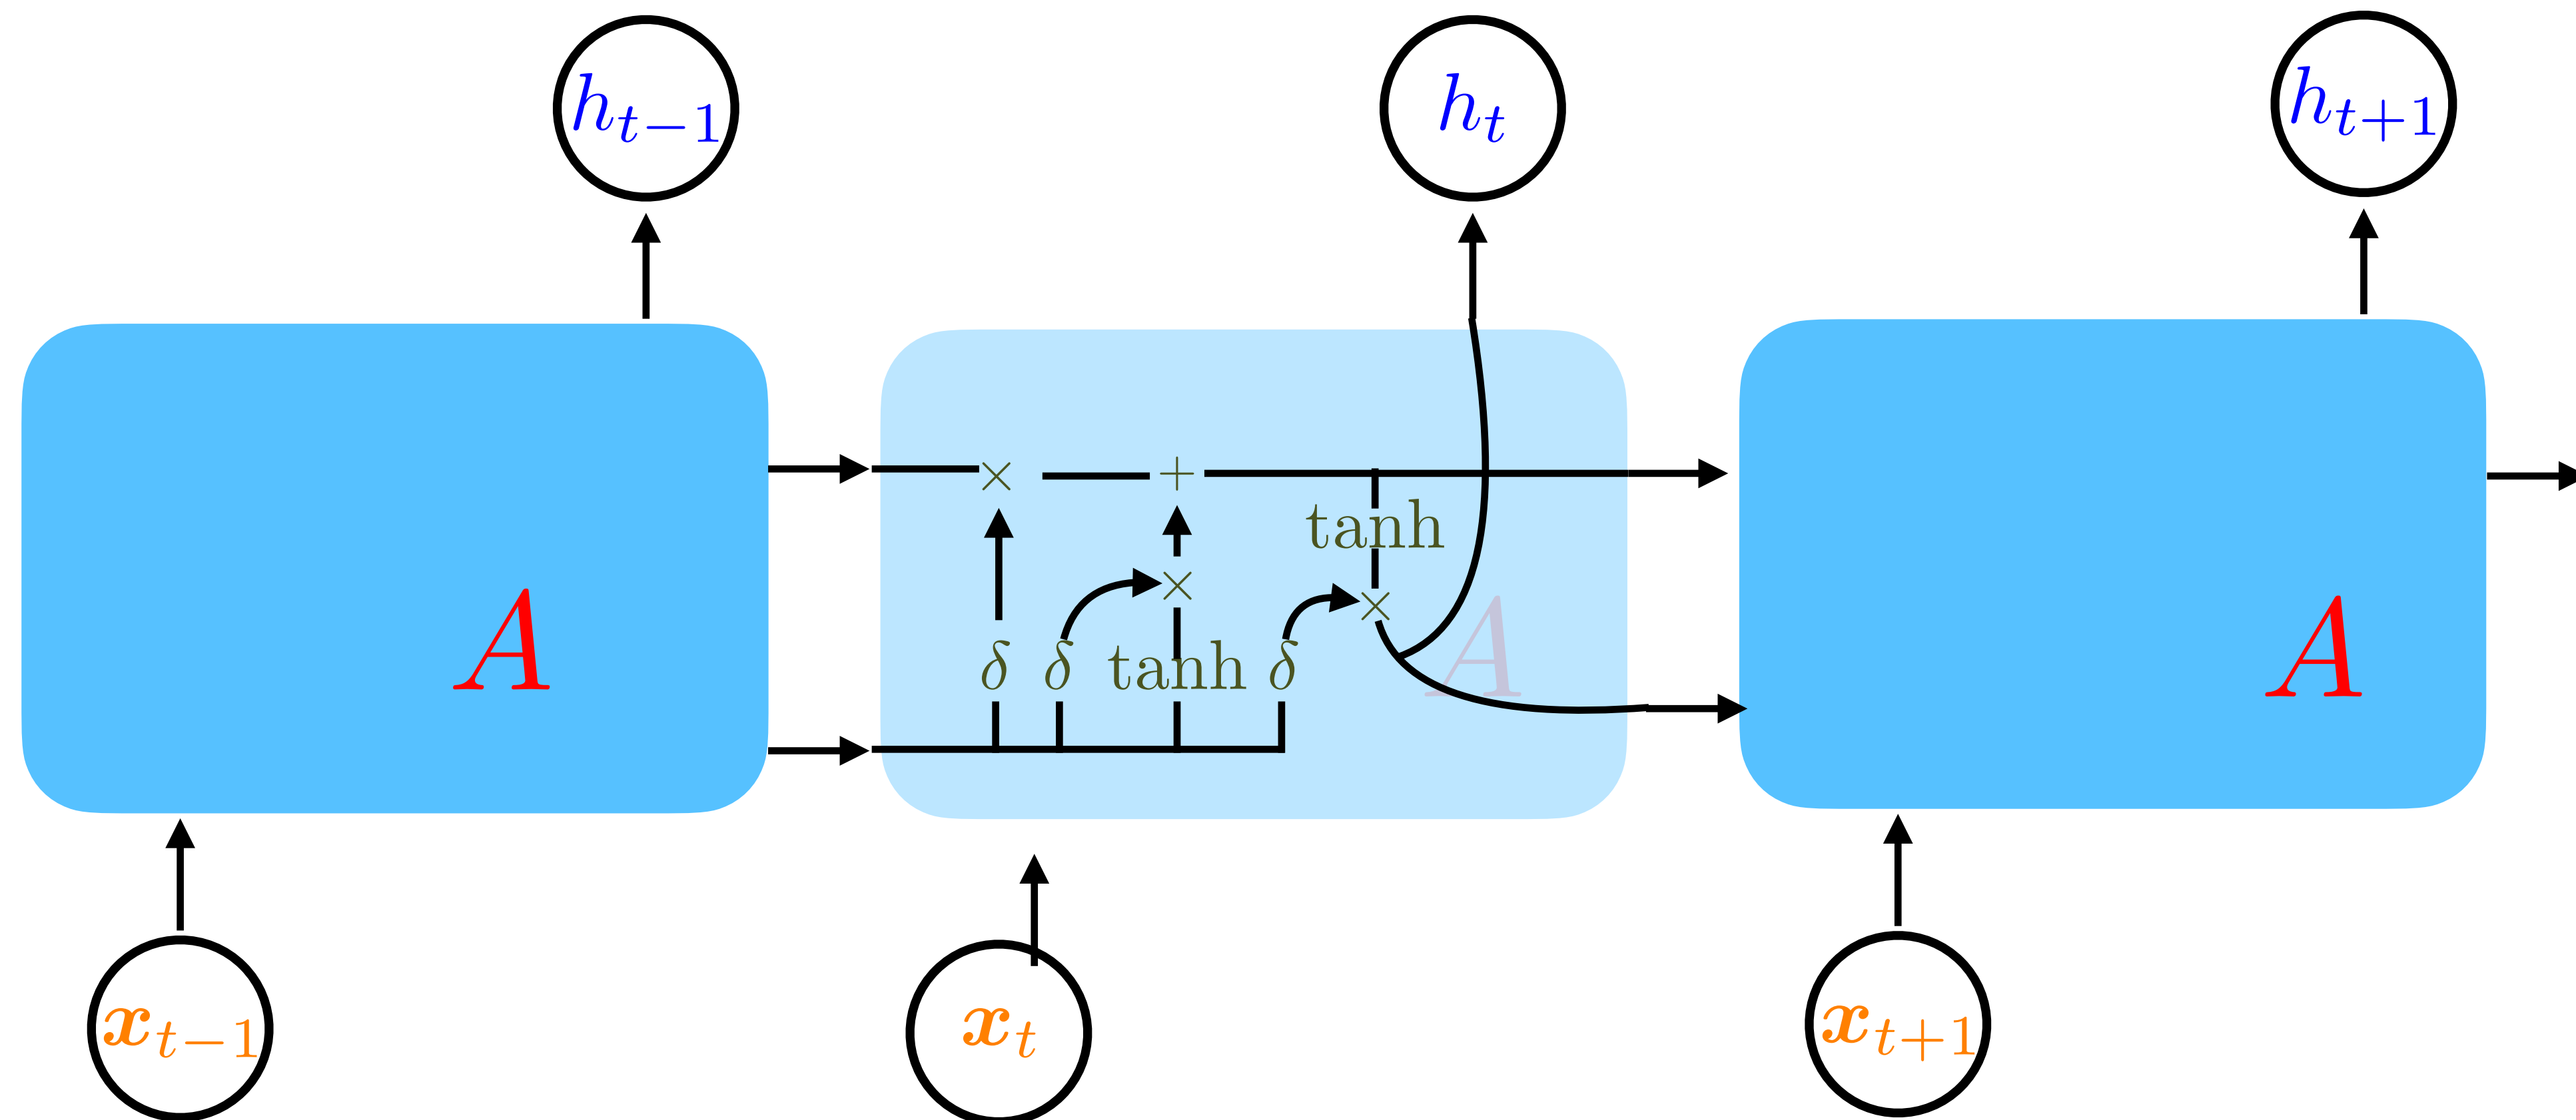 h_{t-1} h_t h_{t+1}
× +
tanh
× ×
δ δ tanh δ
A A A
x_{t-1} x_t x_{t+1}